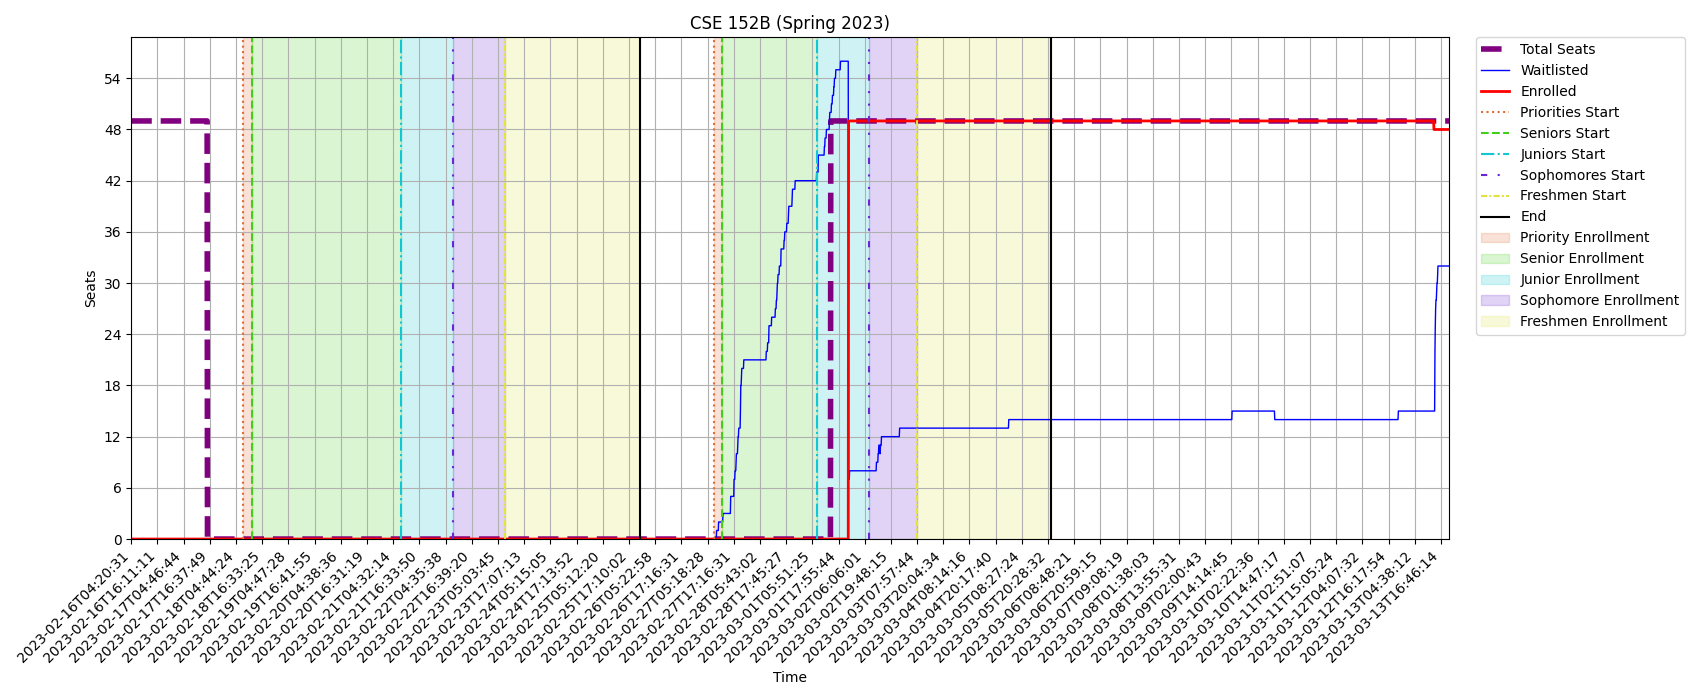 CSE 152B (Spring 2023)
Seats
54
48
42
36
30
24
18
12
6
0
2023-02-16T04:20:31
2023-02-16T16:11:11
2023-02-17T04:46:44
2023-02-17T16:37:49
2023-02-18T04:44:24
2023-02-18T16:33:25
2023-02-19T04:47:28
2023-02-19T16:41:55
2023-02-20T04:38:36
2023-02-20T16:31:19
2023-02-21T04:32:14
2023-02-21T16:33:50
2023-02-22T04:35:38
2023-02-22T16:39:20
2023-02-23T05:03:45
2023-02-23T17:07:13
2023-02-24T05:15:05
2023-02-24T17:13:52
2023-02-25T05:12:20
2023-02-25T17:10:02
2023-02-26T05:22:58
2023-02-26T17:16:31
2023-02-27T05:18:28
2023-02-27T17:16:31
2023-02-28T05:43:02
2023-02-28T17:45:27
2023-03-01T05:51:25
2023-03-01T17:55:44
2023-03-02T06:06:01
2023-03-02T19:48:15
2023-03-03T07:57:44
2023-03-03T20:04:34
2023-03-04T08:14:16
2023-03-04T20:17:40
2023-03-05T08:27:24
2023-03-05T20:28:32
2023-03-06T08:48:21
2023-03-06T20:59:15
2023-03-07T09:08:19
2023-03-08T01:38:03
2023-03-08T13:55:31
2023-03-09T02:00:43
2023-03-09T14:14:45
2023-03-10T02:22:36
2023-03-10T14:47:17
2023-03-11T02:51:07
2023-03-11T15:05:24
2023-03-12T04:07:32
2023-03-12T16:17:54
2023-03-13T04:38:12
2023-03-13T16:46:14
Time
Total Seats
Waitlisted
Enrolled
Priorities Start
Seniors Start
Juniors Start
Sophomores Start
Freshmen Start
End
Priority Enrollment
Senior Enrollment
Junior Enrollment
Sophomore Enrollment
Freshmen Enrollment